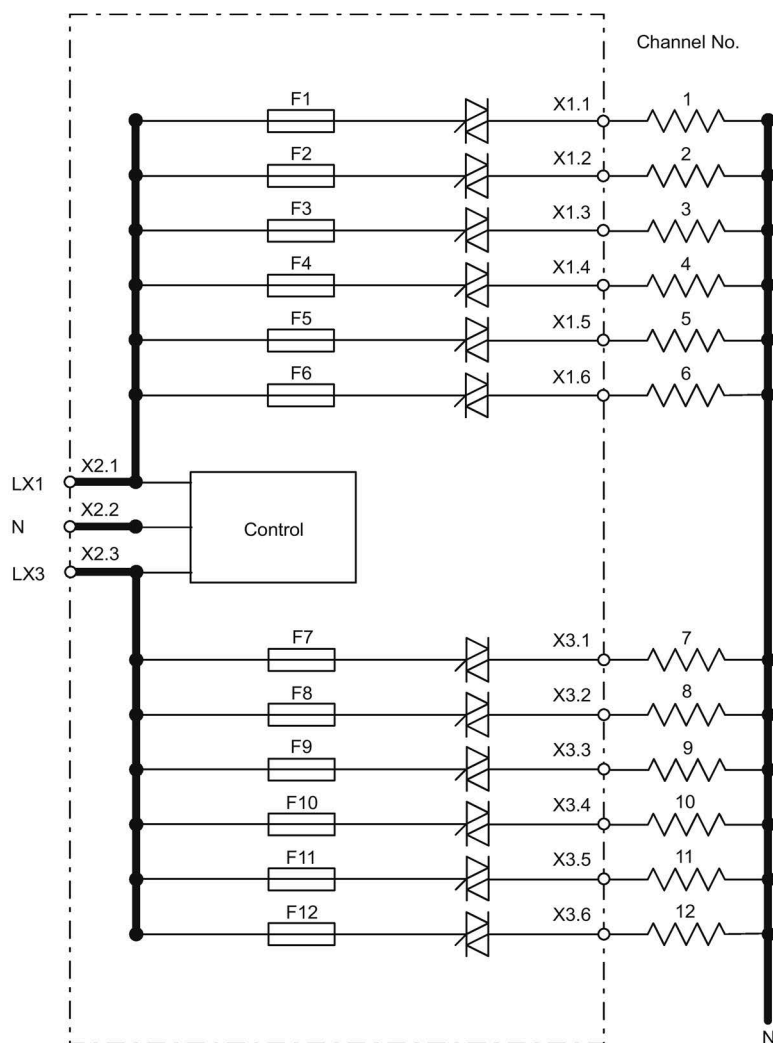 Channel No.
F1 X1.1 1
F2 X1.2 2
F3 X1.3 3
F4 X1.4 4
F5 X1.5 5
F6 X1.6 6
LX1 X2.1
N X2.2 Control
LX3 X2.3
F7 X3.1 7
F8 X3.2 8
F9 X3.3 9
F10 X3.4 10
F11 X3.5 11
F12 X3.6 12
N